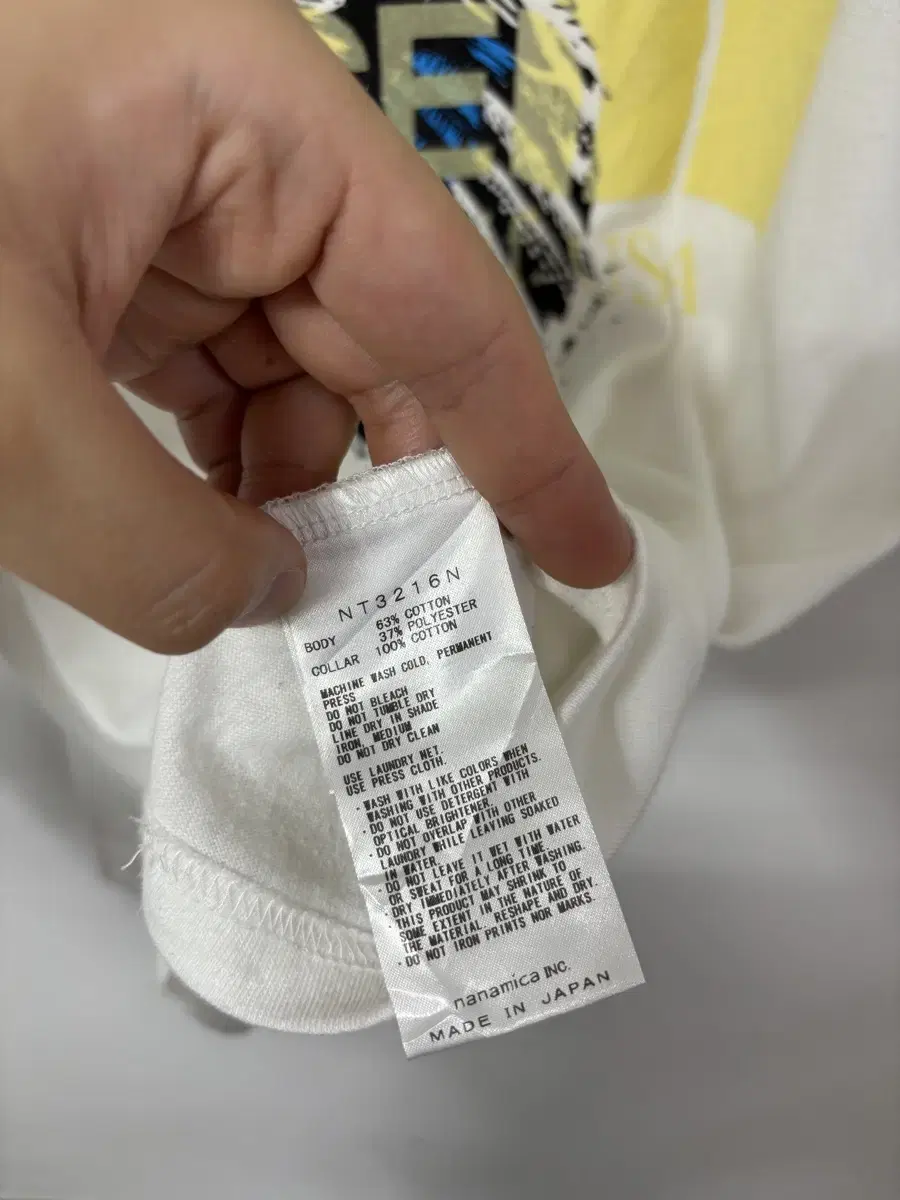 SE
SA
NT3216N
BODY 63% COTTON
37% POLYESTER
COLLAR 100% COTTON
MACHINE WASH COLD, PERMANENT
PRESS
DO NOT BLEACH
DO NOT TUMBLE DRY
LINE DRY IN SHADE
IRON, MEDIUM
DO NOT DRY CLEAN
USE LAUNDRY NET.
USE PRESS CLOTH.
・WASH WITH LIKE COLORS WHEN
WASHING WITH OTHER PRODUCTS.
・DO NOT USE DETERGENT WITH
OPTICAL BRIGHTENER.
・DO NOT OVERLAP WITH OTHER
LAUNDRY WHILE LEAVING SOAKED
IN WATER.
・DO NOT LEAVE IT WET WITH WATER
OR SWEAT FOR A LONG TIME.
・DRY IMMEDIATELY AFTER WASHING.
・THIS PRODUCT MAY SHRINK TO
SOME EXTENT IN THE NATURE OF
THE MATERIAL. RESHAPE AND DRY.
・DO NOT IRON PRINTS NOR MARKS.
nanamica INC.
MADE IN JAPAN